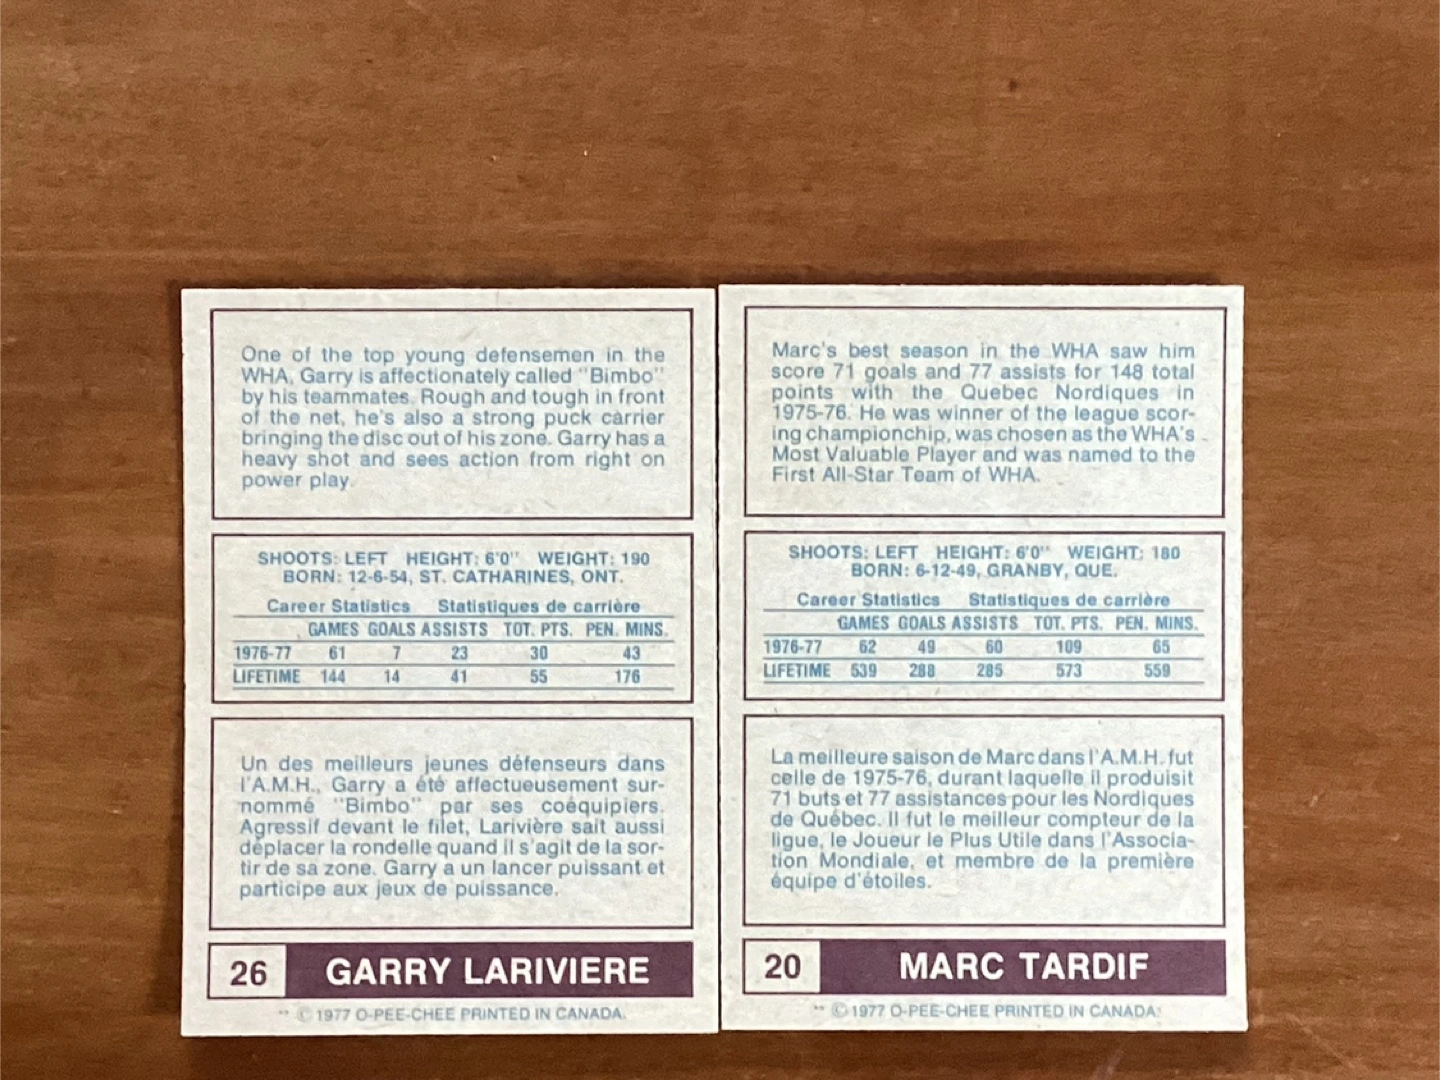 One of the top young defensemen in the
WHA, Garry is affectionately called "Bimbo"
by his teammates. Rough and tough in front
of the net, he's also a strong puck carrier
bringing the disc out of his zone. Garry has a
heavy shot and sees action from right on
power play.
SHOOTS: LEFT HEIGHT: 6'0" WEIGHT: 190
BORN: 12-6-54, ST. CATHARINES, ONT.
Career Statistics Statistiques de carrière
GAMES GOALS ASSISTS TOT. PTS. PEN. MINS.
1976-77 61 7 23 30 43
LIFETIME 144 14 41 55 176
Un des meilleurs jeunes défenseurs dans
l'A.M.H., Garry a été affectueusement sur-
nommé "Bimbo" par ses coéquipiers.
Agressif devant le filet, Larivière sait aussi
déplacer la rondelle quand il s'agit de la sor-
tir de sa zone. Garry a un lancer puissant et
participe aux jeux de puissance.
26 GARRY LARIVIERE
** © 1977 O-PEE-CHEE PRINTED IN CANADA.
Marc's best season in the WHA saw him
score 71 goals and 77 assists for 148 total
points with the Quebec Nordiques in
1975-76. He was winner of the league scor-
ing championchip, was chosen as the WHA's
Most Valuable Player and was named to the
First All-Star Team of WHA.
SHOOTS: LEFT HEIGHT: 6'0" WEIGHT: 180
BORN: 6-12-49, GRANBY, QUE.
Career Statistics Statistiques de carrière
GAMES GOALS ASSISTS TOT. PTS. PEN. MINS.
1976-77 62 49 60 109 65
LIFETIME 539 288 285 573 559
La meilleure saison de Marc dans l'A.M.H. fut
celle de 1975-76, durant laquelle il produisit
71 buts et 77 assistances pour les Nordiques
de Québec. Il fut le meilleur compteur de la
ligue, le Joueur le Plus Utile dans l'Associa-
tion Mondiale, et membre de la première
équipe d'étoiles.
20 MARC TARDIF
** © 1977 O-PEE-CHEE PRINTED IN CANADA.